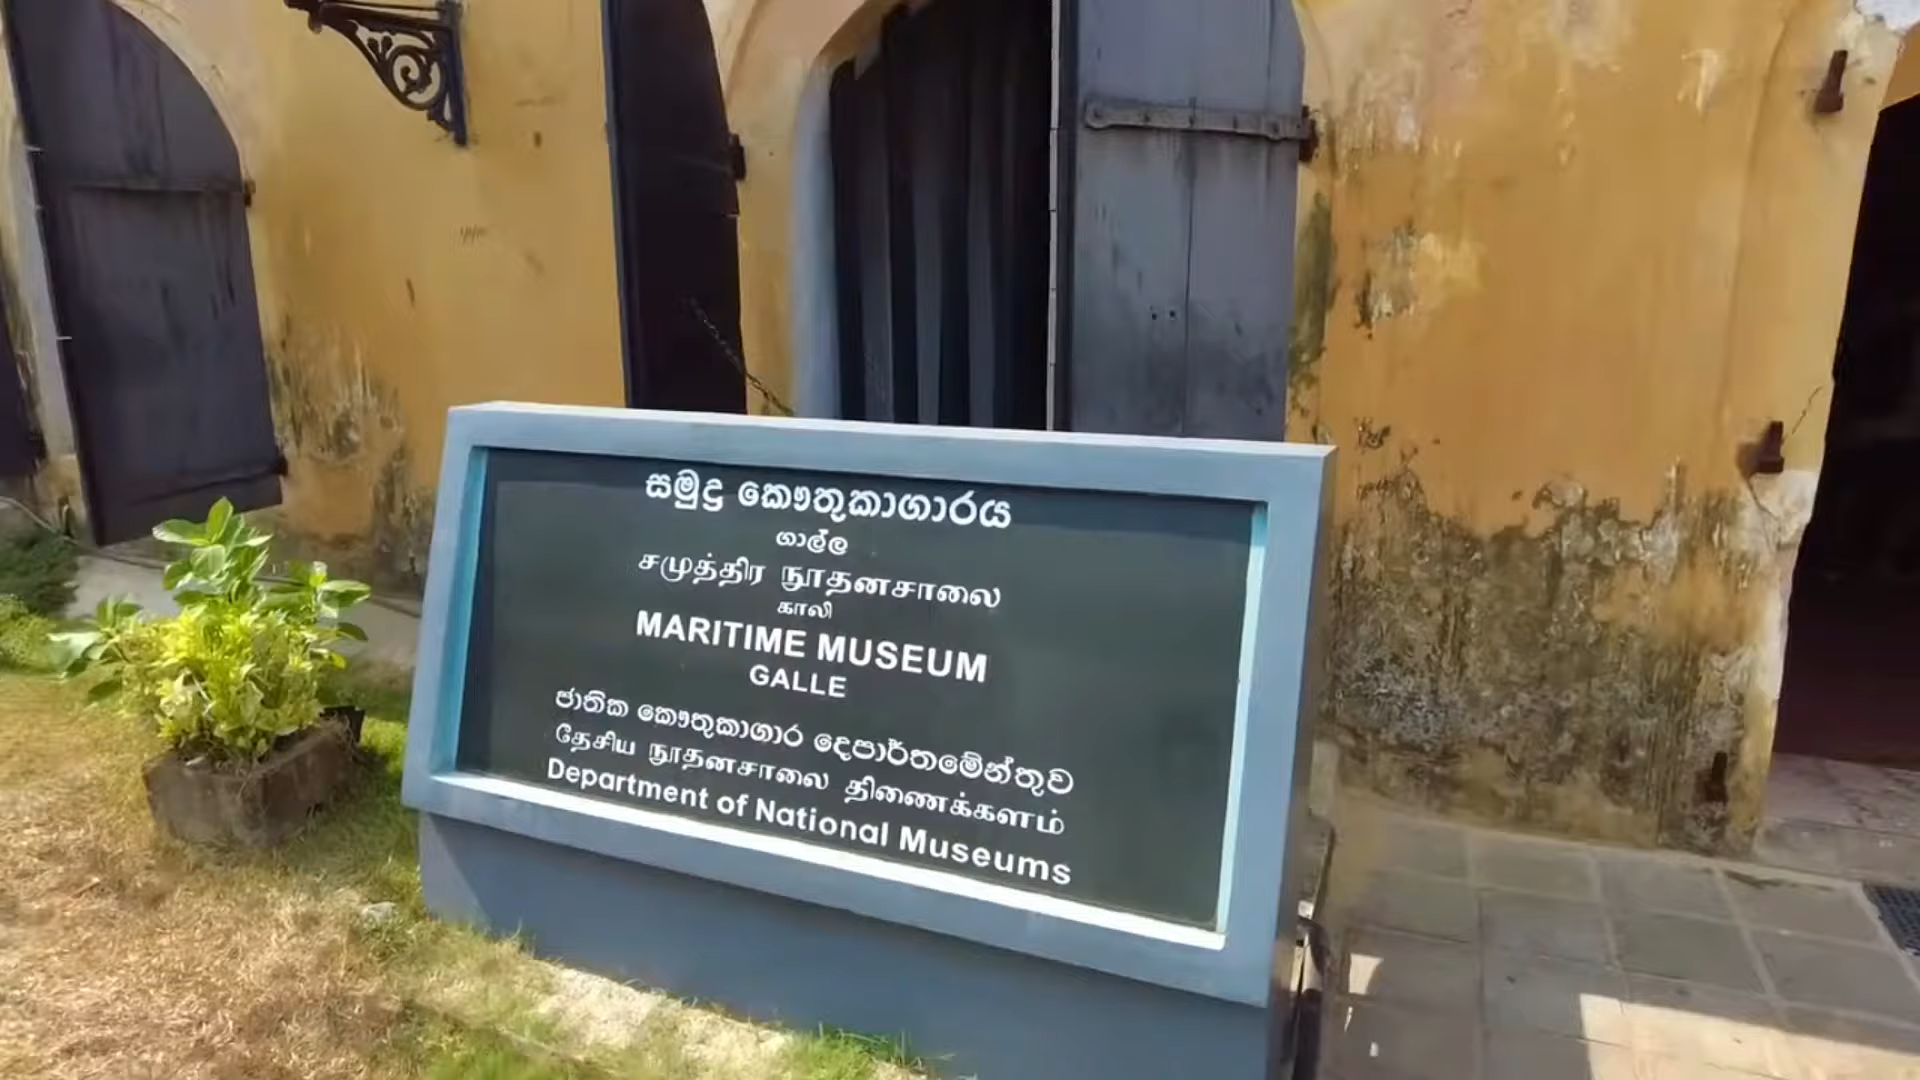 සමුද්‍ර කෞතුකාගාරය
ගාල්ල
சமுத்திர நூதனசாலை
காலி
MARITIME MUSEUM
GALLE
ජාතික කෞතුකාගාර දෙපාර්තමේන්තුව
தேசிய நூதனசாலை திணைக்களம்
Department of National Museums